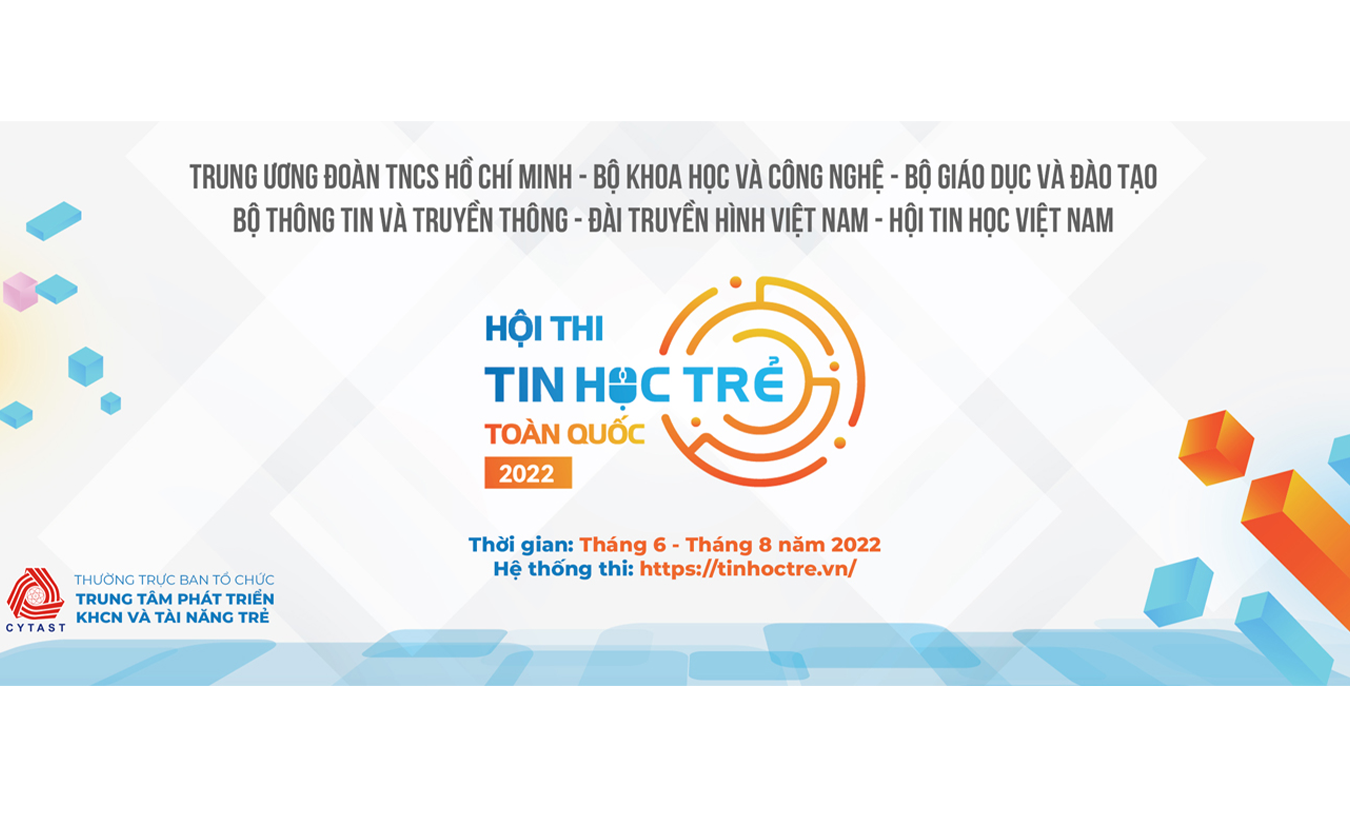 TRUNG ƯƠNG ĐOÀN TNCS HỒ CHÍ MINH - BỘ KHOA HỌC VÀ CÔNG NGHỆ - BỘ GIÁO DỤC VÀ ĐÀO TẠO
BỘ THÔNG TIN VÀ TRUYỀN THÔNG - ĐÀI TRUYỀN HÌNH VIỆT NAM - HỘI TIN HỌC VIỆT NAM
HỘI THI
TIN HỌC TRẺ
TOÀN QUỐC
2022
Thời gian: Tháng 6 - Tháng 8 năm 2022
Hệ thống thi: https://tinhoctre.vn/
THƯỜNG TRỰC BAN TỔ CHỨC
TRUNG TÂM PHÁT TRIỂN
KHCN VÀ TÀI NĂNG TRẺ
CYTAST